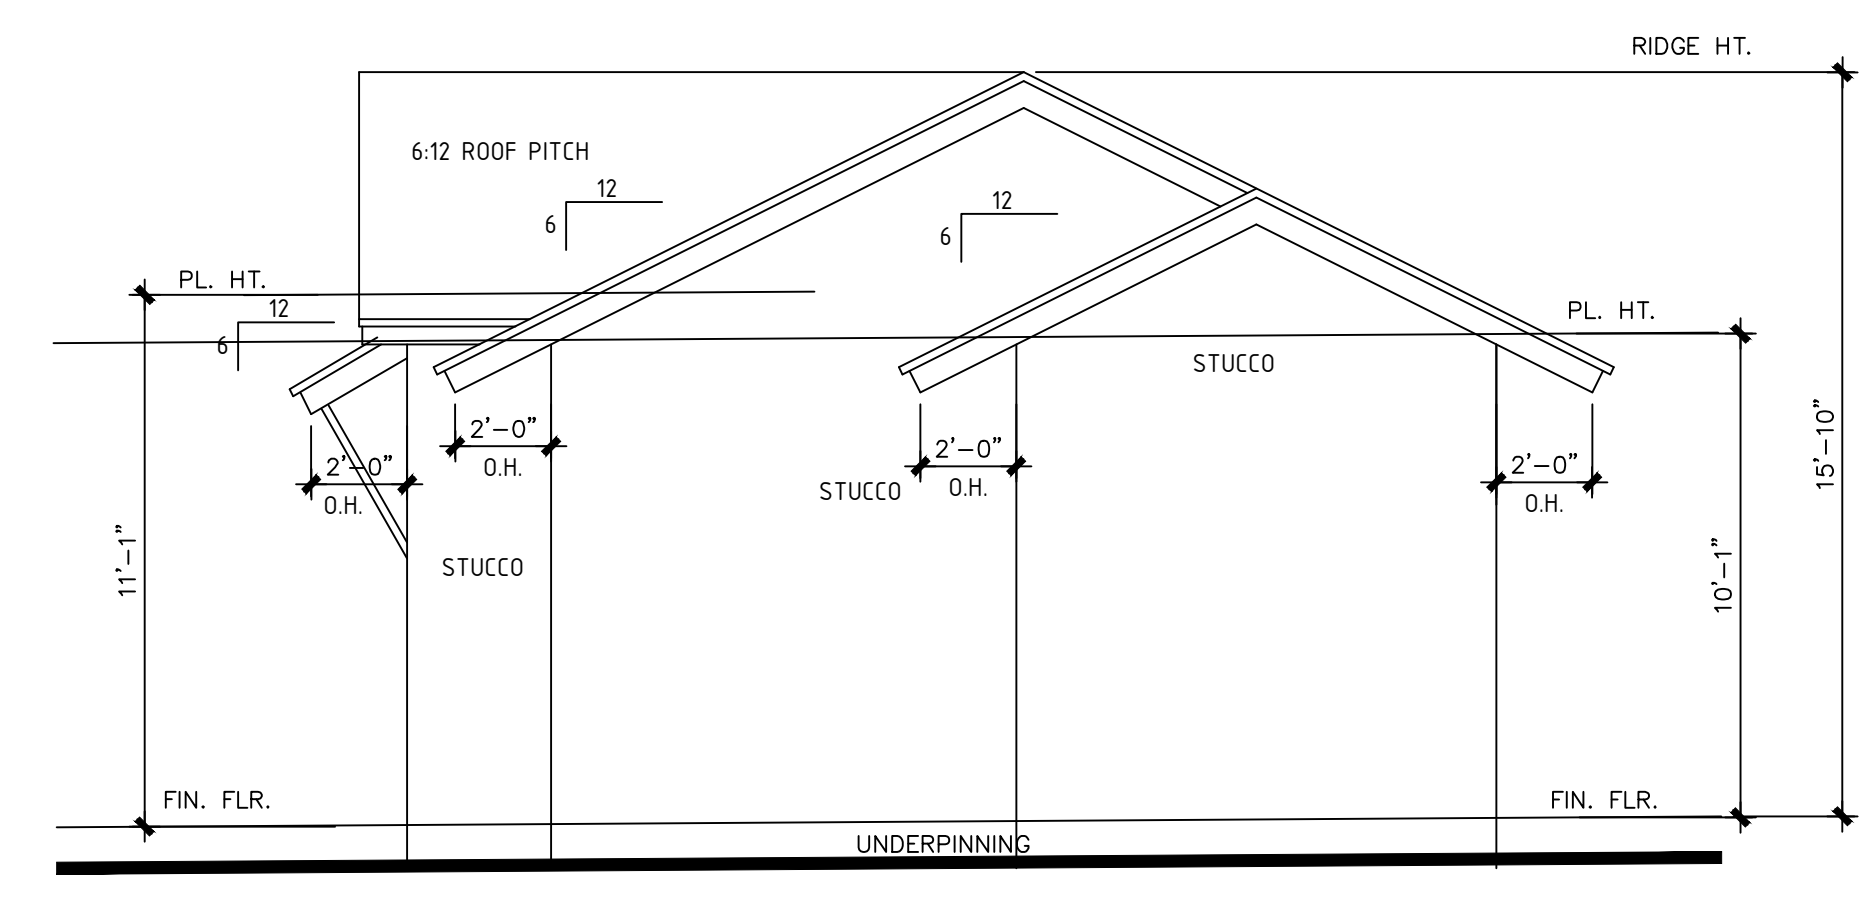 RIDGE HT.
6:12 ROOF PITCH
12
6
12
6
PL. HT.
12
6
PL. HT.
STUCCO
2'-0"
O.H.
2'-0"
O.H.
2'-0"
O.H.
2'-0"
O.H.
STUCCO
STUCCO
11'-1"
10'-1"
15'-10"
FIN. FLR.
FIN. FLR.
UNDERPINNING